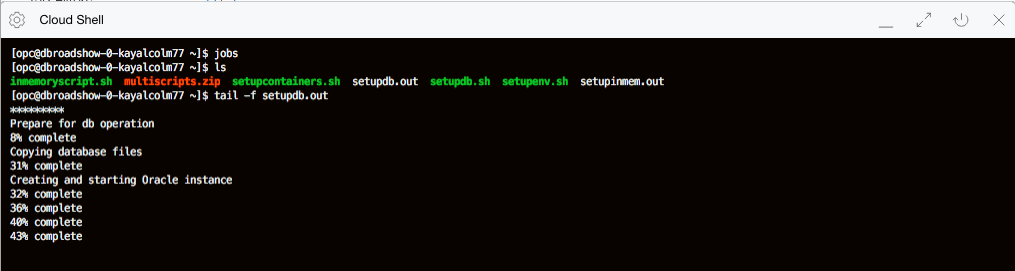 Cloud Shell
[opc@dbroadshow-0-kayalcolm77 ~]$ jobs
[opc@dbroadshow-0-kayalcolm77 ~]$ ls
inmemoryscript.sh multiscripts.zip setupcontainers.sh setupdb.out setupdb.sh setupenv.sh setupinmem.out
[opc@dbroadshow-0-kayalcolm77 ~]$ tail -f setupdb.out
*********
Prepare for db operation
8% complete
Copying database files
31% complete
Creating and starting Oracle instance
32% complete
36% complete
40% complete
43% complete